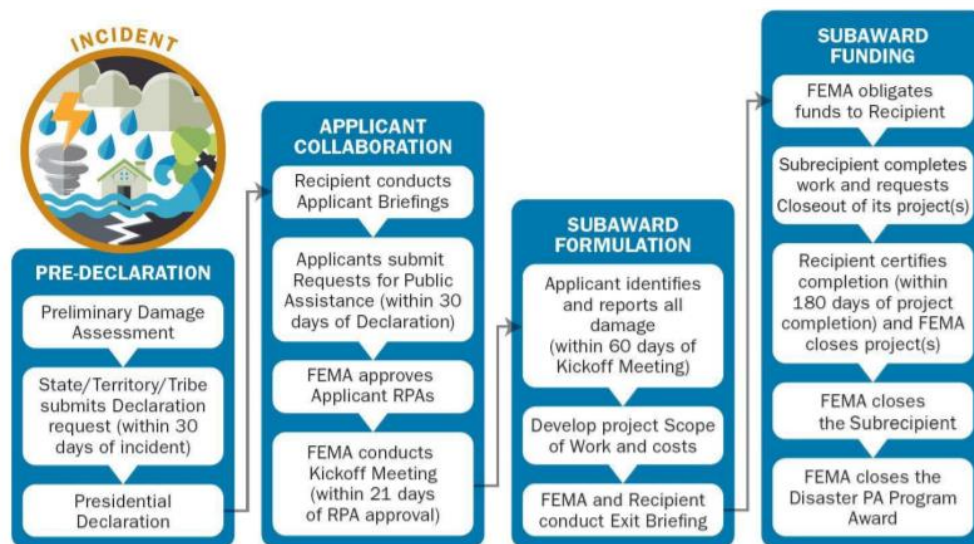 INCIDENT
PRE-DECLARATION
Preliminary Damage
Assessment
State/Territory/Tribe
submits Declaration
request (within 30
days of incident)
Presidential
Declaration
APPLICANT
COLLABORATION
Recipient conducts
Applicant Briefings
Applicants submit
Requests for Public
Assistance (within 30
days of Declaration)
FEMA approves
Applicant RPAs
FEMA conducts
Kickoff Meeting
(within 21 days
of RPA approval)
SUBAWARD
FORMULATION
Applicant identifies
and reports all
damage
(within 60 days of
Kickoff Meeting)
Develop project Scope
of Work and costs
FEMA and Recipient
conduct Exit Briefing
SUBAWARD
FUNDING
FEMA obligates
funds to Recipient
Subrecipient completes
work and requests
Closeout of its project(s)
Recipient certifies
completion (within
180 days of project
completion) and FEMA
closes project(s)
FEMA closes
the Subrecipient
FEMA closes the
Disaster PA Program
Award